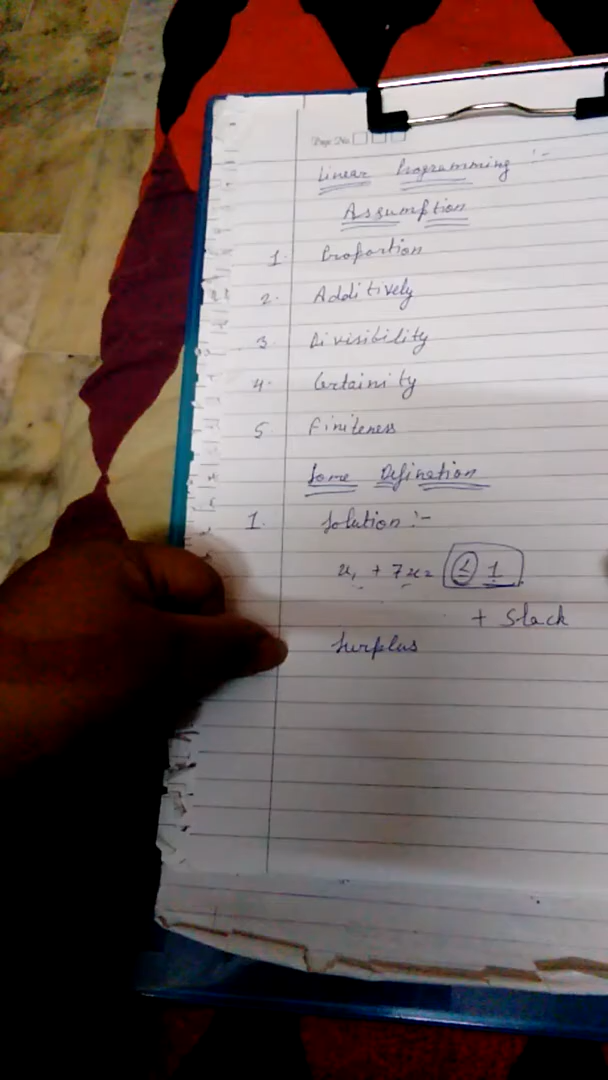 Page No.
Linear Programming :-
Assumption
1. Proportion
2. Additively
3. Divisibility
4. Certainity
5. Finiteness
Some Defination
1. Solution :-
x₁ + 7x₂ ≤ 1
+ Slack
Surplus